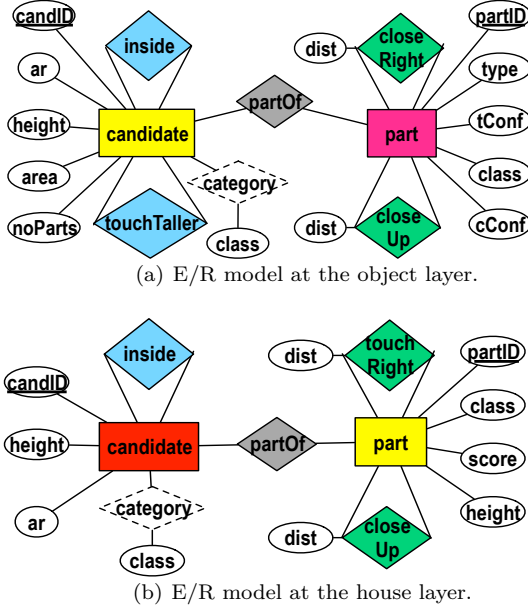 candID
inside
dist
close
Right
partID
ar
type
partOf
height
candidate
part
tConf
area
category
class
noParts
touchTaller
class
dist
close
Up
cConf
(a) E/R model at the object layer.
inside
dist
touch
Right
partID
candID
class
height
candidate
partOf
part
score
ar
category
height
class
dist
close
Up
(b) E/R model at the house layer.